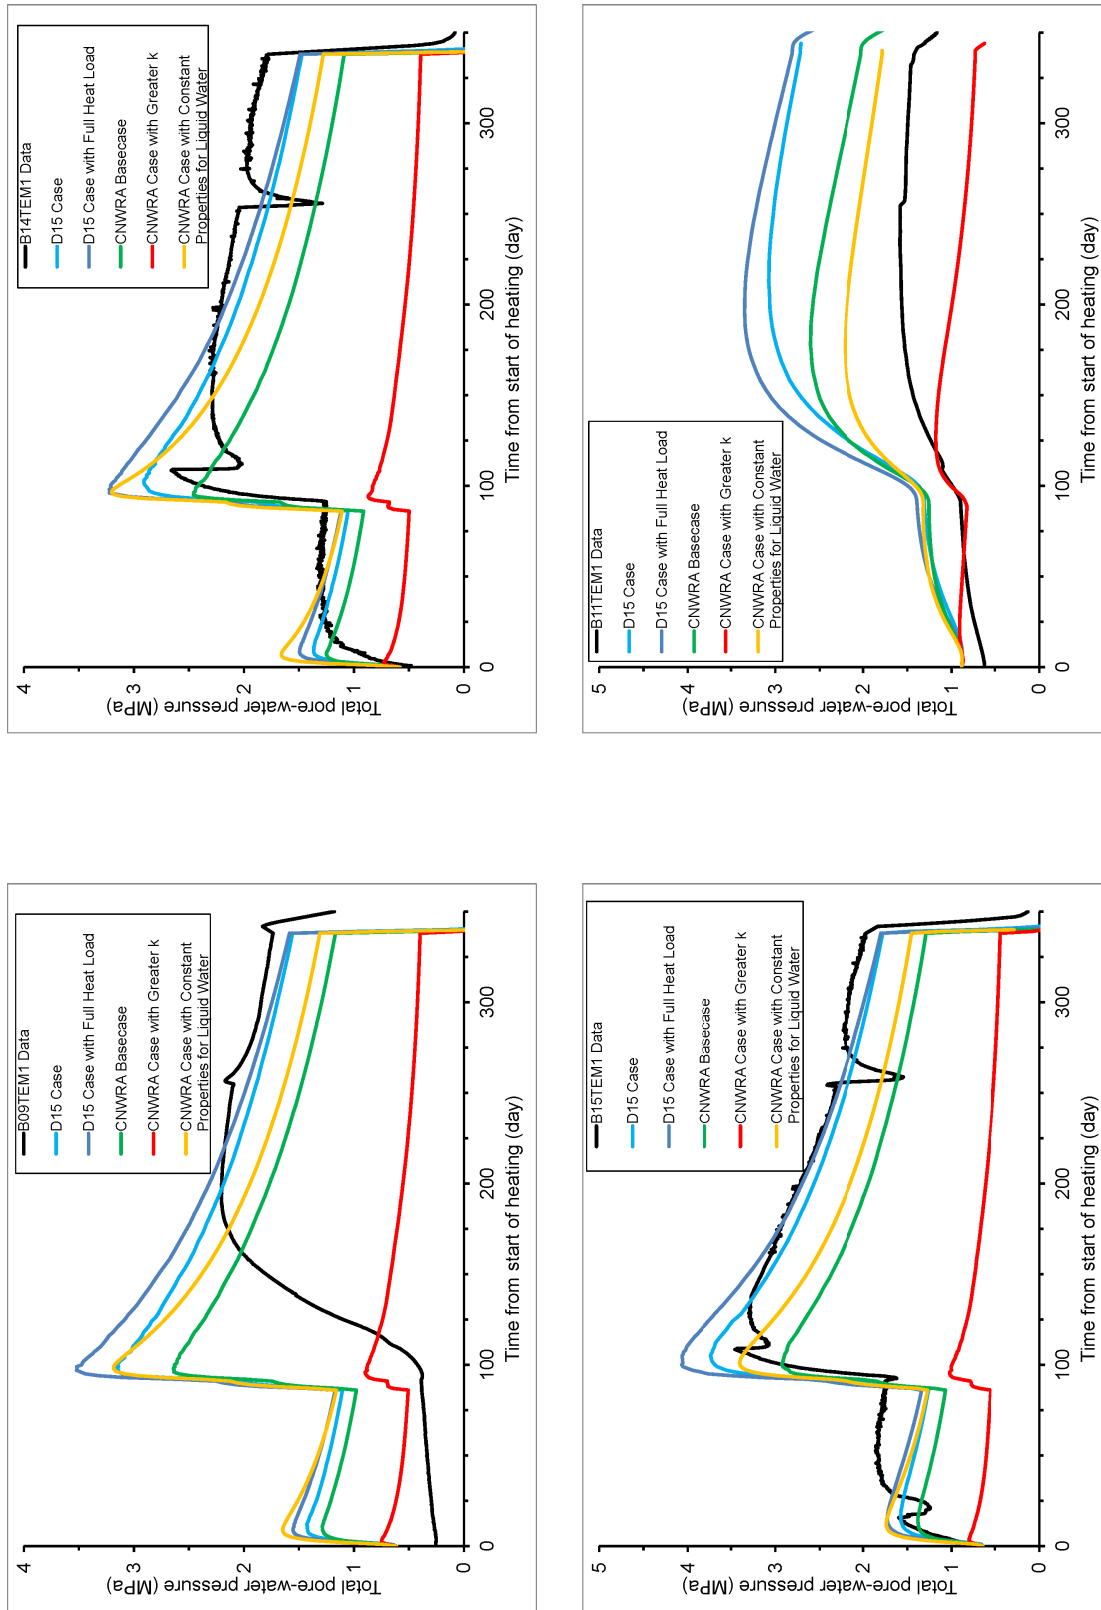 B09TEM1 Data
D15 Case
D15 Case with Full Heat Load
CNWRA Basecase
CNWRA Case with Greater k
CNWRA Case with Constant
Properties for Liquid Water
4
3
2
1
0
Total pore-water pressure (MPa)
0
100
200
300
Time from start of heating (day)
B14TEM1 Data
D15 Case
D15 Case with Full Heat Load
CNWRA Basecase
CNWRA Case with Greater k
CNWRA Case with Constant
Properties for Liquid Water
4
3
2
1
0
Total pore-water pressure (MPa)
0
100
200
300
Time from start of heating (day)
B15TEM1 Data
D15 Case
D15 Case with Full Heat Load
CNWRA Basecase
CNWRA Case with Greater k
CNWRA Case with Constant
Properties for Liquid Water
5
4
3
2
1
0
Total pore-water pressure (MPa)
0
100
200
300
Time from start of heating (day)
B11TEM1 Data
D15 Case
D15 Case with Full Heat Load
CNWRA Basecase
CNWRA Case with Greater k
CNWRA Case with Constant
Properties for Liquid Water
5
4
3
2
1
0
Total pore-water pressure (MPa)
0
100
200
300
Time from start of heating (day)